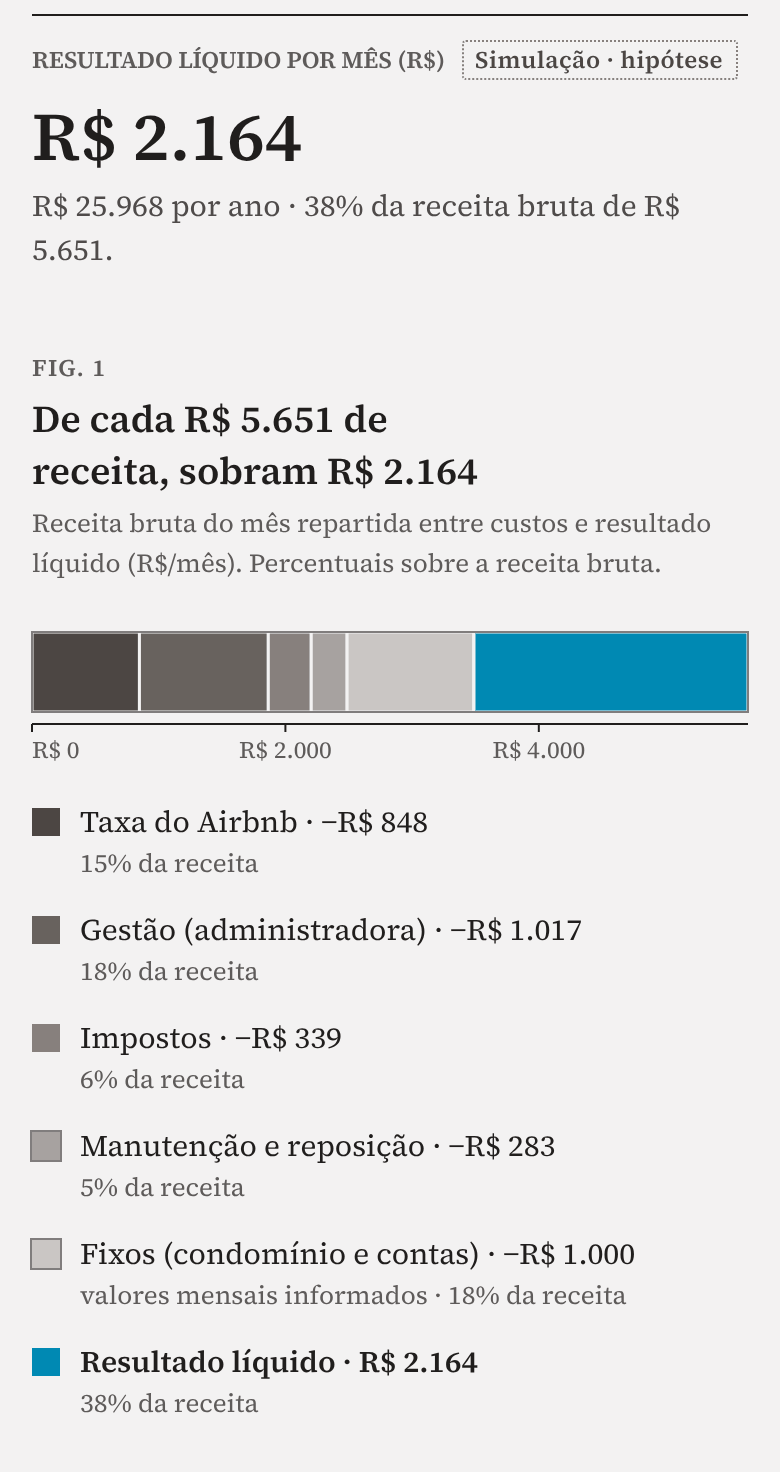 RESULTADO LÍQUIDO POR MÊS (R$) Simulação · hipótese
R$ 2.164
R$ 25.968 por ano · 38% da receita bruta de R$
5.651.
FIG. 1
De cada R$ 5.651 de
receita, sobram R$ 2.164
Receita bruta do mês repartida entre custos e resultado
líquido (R$/mês). Percentuais sobre a receita bruta.
R$ 0 R$ 2.000 R$ 4.000
Taxa do Airbnb · −R$ 848
15% da receita
Gestão (administradora) · −R$ 1.017
18% da receita
Impostos · −R$ 339
6% da receita
Manutenção e reposição · −R$ 283
5% da receita
Fixos (condomínio e contas) · −R$ 1.000
valores mensais informados · 18% da receita
Resultado líquido · R$ 2.164
38% da receita